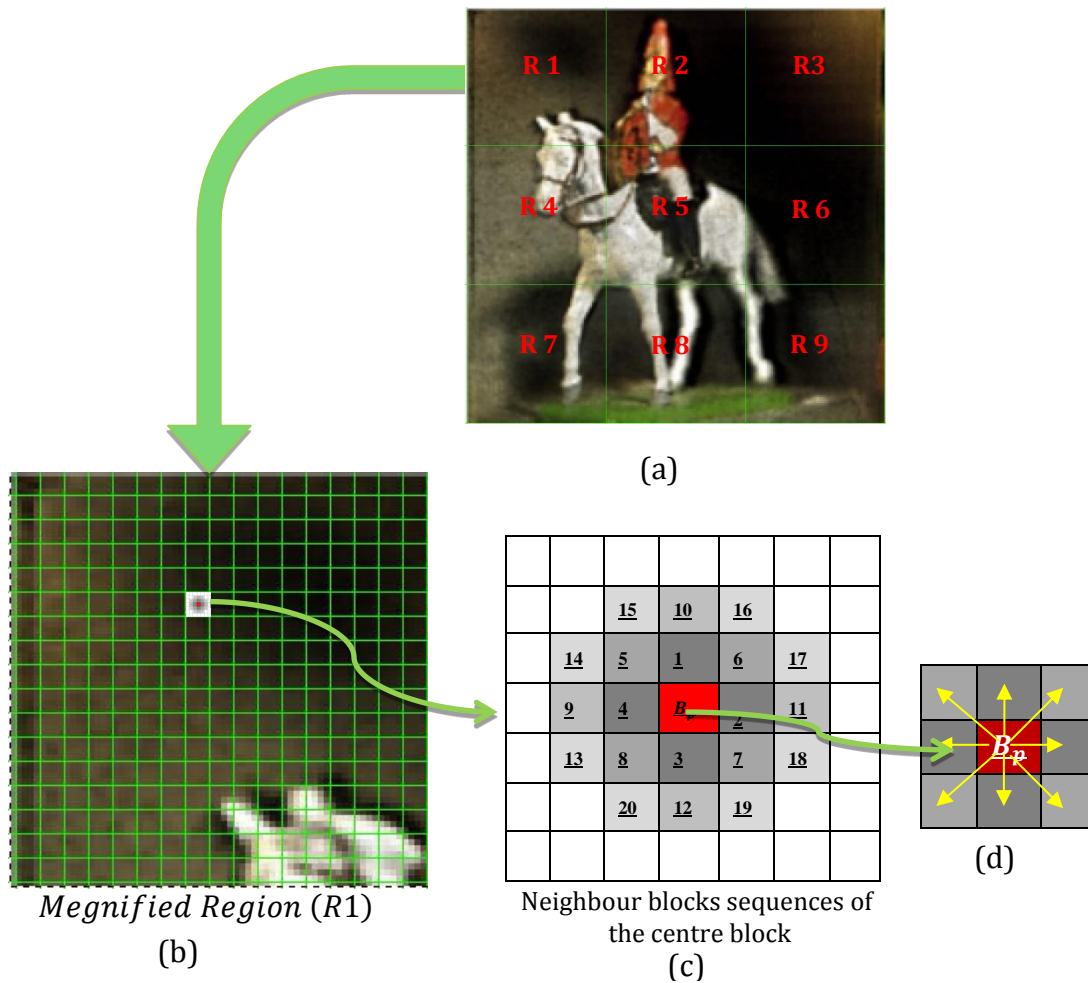 R 1 R 2 R3
R 4 R 5 R 6
R 7 R 8 R 9
(a)
15 10 16
14 5 1 6 17
9 4 B_p 2 11
13 8 3 7 18
20 12 19
B_p
(d)
Megnified Region (R1)
(b)
Neighbour blocks sequences of
the centre block
(c)